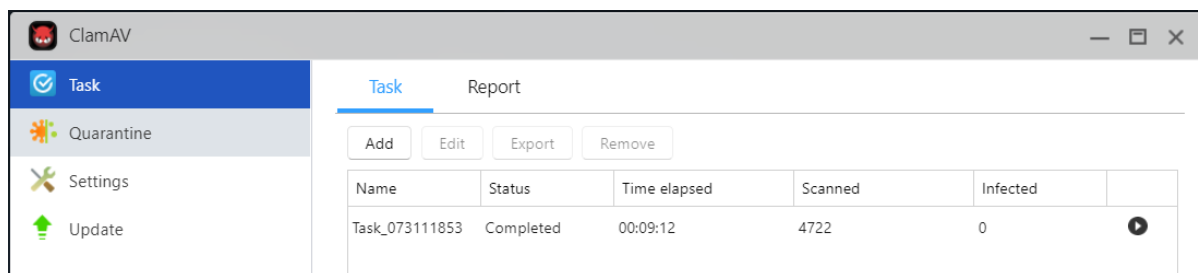 ClamAV
Task
Quarantine
Settings
Update
Task Report
Add Edit Export Remove
Name Status Time elapsed Scanned Infected
Task_073111853 Completed 00:09:12 4722 0